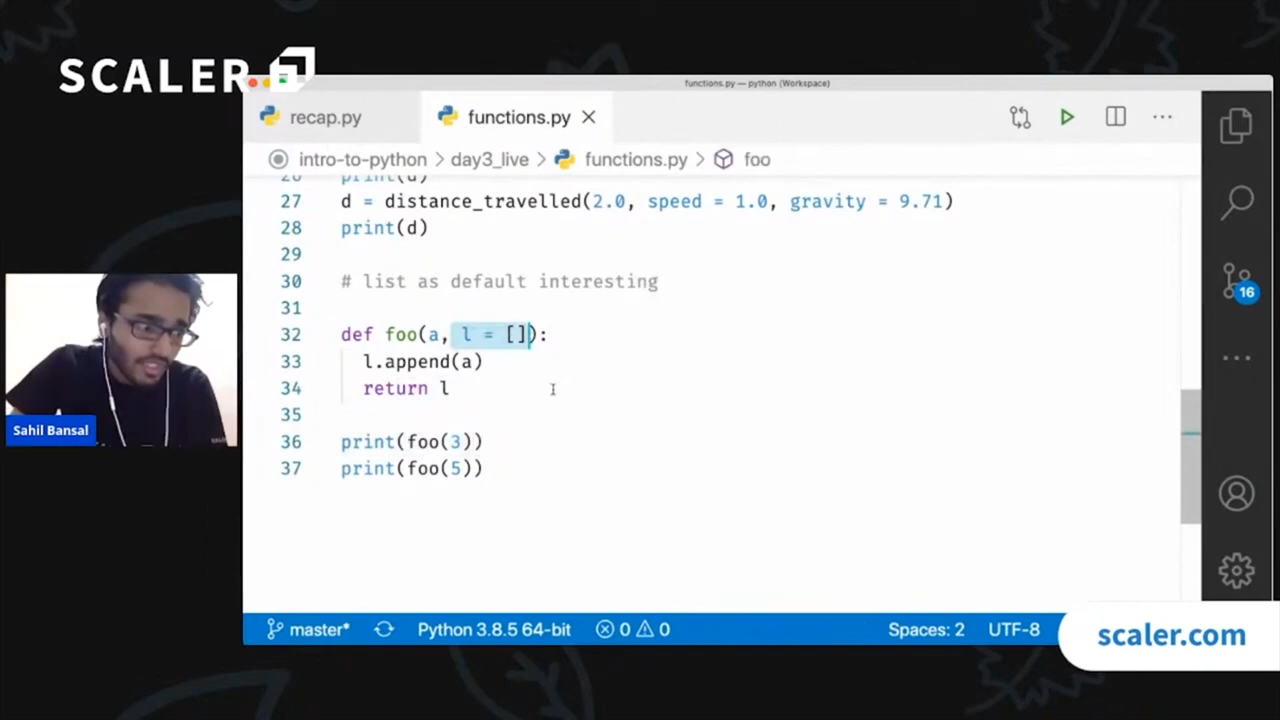 SCALER
functions.py — python (Workspace)
recap.py
functions.py
intro-to-python > day3_live > functions.py > foo
26 print(d)
27 d = distance_travelled(2.0, speed = 1.0, gravity = 9.71)
28 print(d)
29
30 # list as default interesting
31
32 def foo(a, l = []):
33 l.append(a)
34 return l
35
36 print(foo(3))
37 print(foo(5))
16
Sahil Bansal
master* Python 3.8.5 64-bit 0 0 Spaces: 2 UTF-8
scaler.com